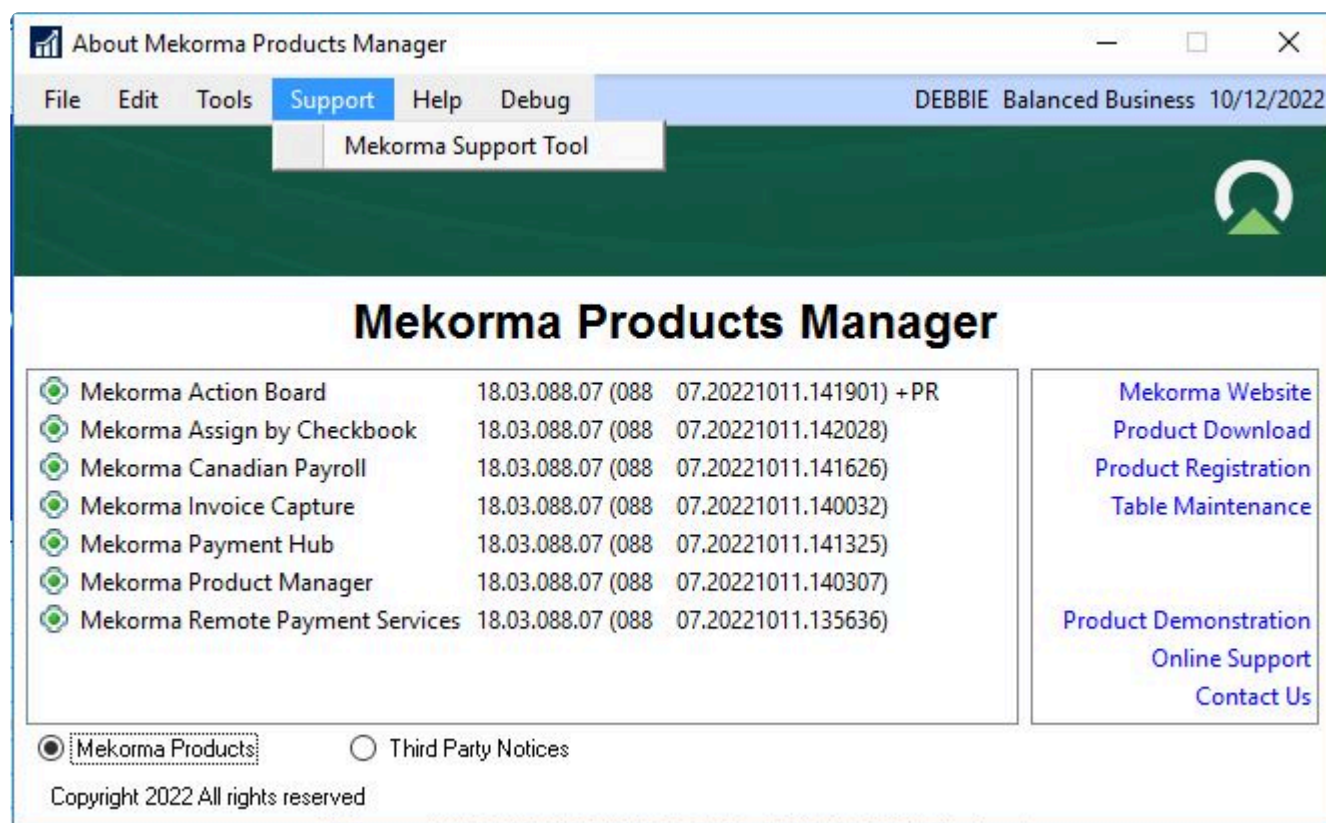 About Mekorma Products Manager
File Edit Tools Support Help Debug DEBBIE Balanced Business 10/12/2022
Mekorma Support Tool
Mekorma Products Manager
Mekorma Action Board 18.03.088.07 (088 07.20221011.141901) +PR
Mekorma Assign by Checkbook 18.03.088.07 (088 07.20221011.142028)
Mekorma Canadian Payroll 18.03.088.07 (088 07.20221011.141626)
Mekorma Invoice Capture 18.03.088.07 (088 07.20221011.140032)
Mekorma Payment Hub 18.03.088.07 (088 07.20221011.141325)
Mekorma Product Manager 18.03.088.07 (088 07.20221011.140307)
Mekorma Remote Payment Services 18.03.088.07 (088 07.20221011.135636)
Mekorma Website
Product Download
Product Registration
Table Maintenance
Product Demonstration
Online Support
Contact Us
Mekorma Products Third Party Notices
Copyright 2022 All rights reserved